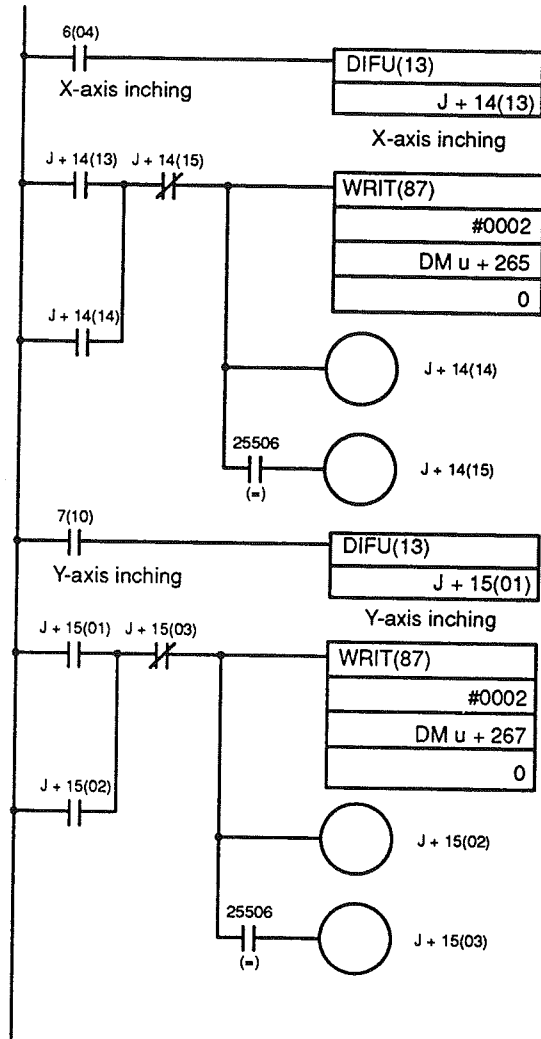 6(04)
DIFU(13)
X-axis inching
J + 14(13)
X-axis inching
J + 14(13)
J + 14(15)
WRIT(87)
#0002
DM u + 265
0
J + 14(14)
J + 14(14)
25506
(=)
J + 14(15)
7(10)
DIFU(13)
Y-axis inching
J + 15(01)
Y-axis inching
J + 15(01)
J + 15(03)
WRIT(87)
#0002
DM u + 267
0
J + 15(02)
J + 15(02)
25506
(=)
J + 15(03)